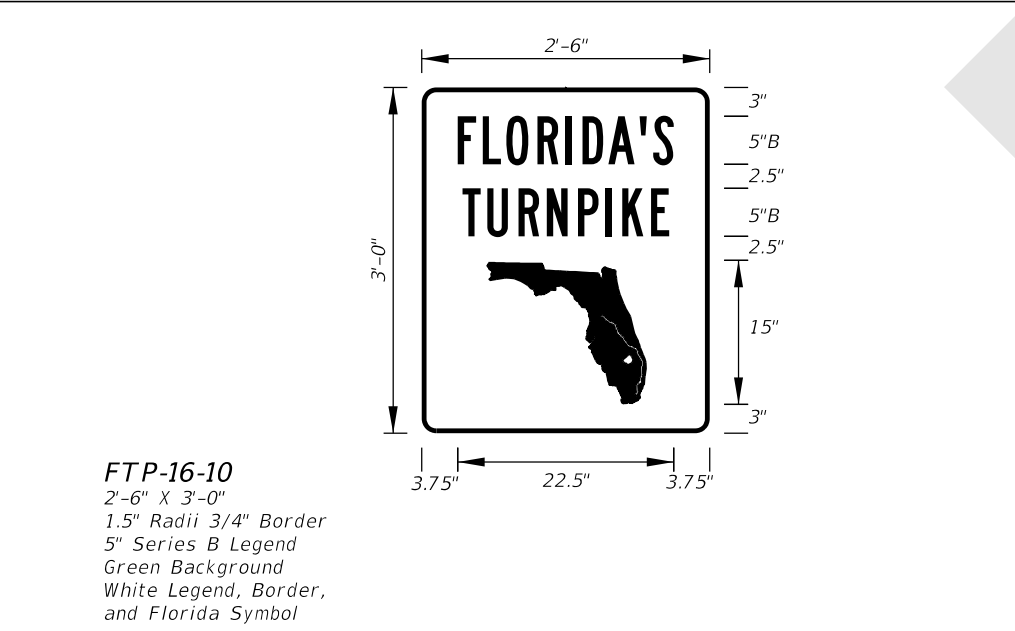 2'-6"
FLORIDA'S
TURNPIKE
3'-0"
3"
5"B
2.5"
5"B
2.5"
15"
3"
3.75"
22.5"
3.75"
FTP-16-10
2'-6" X 3'-0"
1.5" Radii 3/4" Border
5" Series B Legend
Green Background
White Legend, Border,
and Florida Symbol